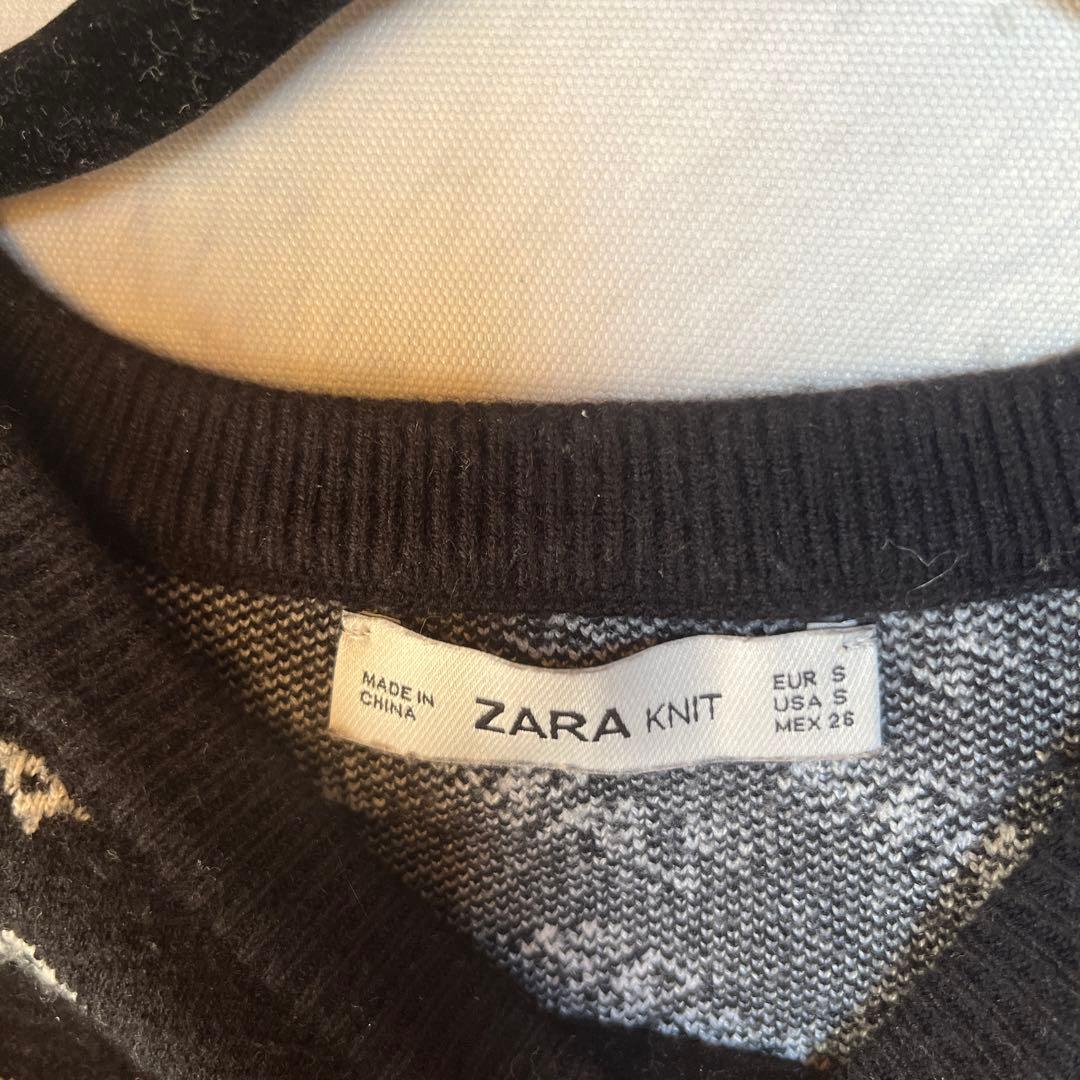 MADE IN
CHINA
ZARA KNIT
EUR S
USA S
MEX 26